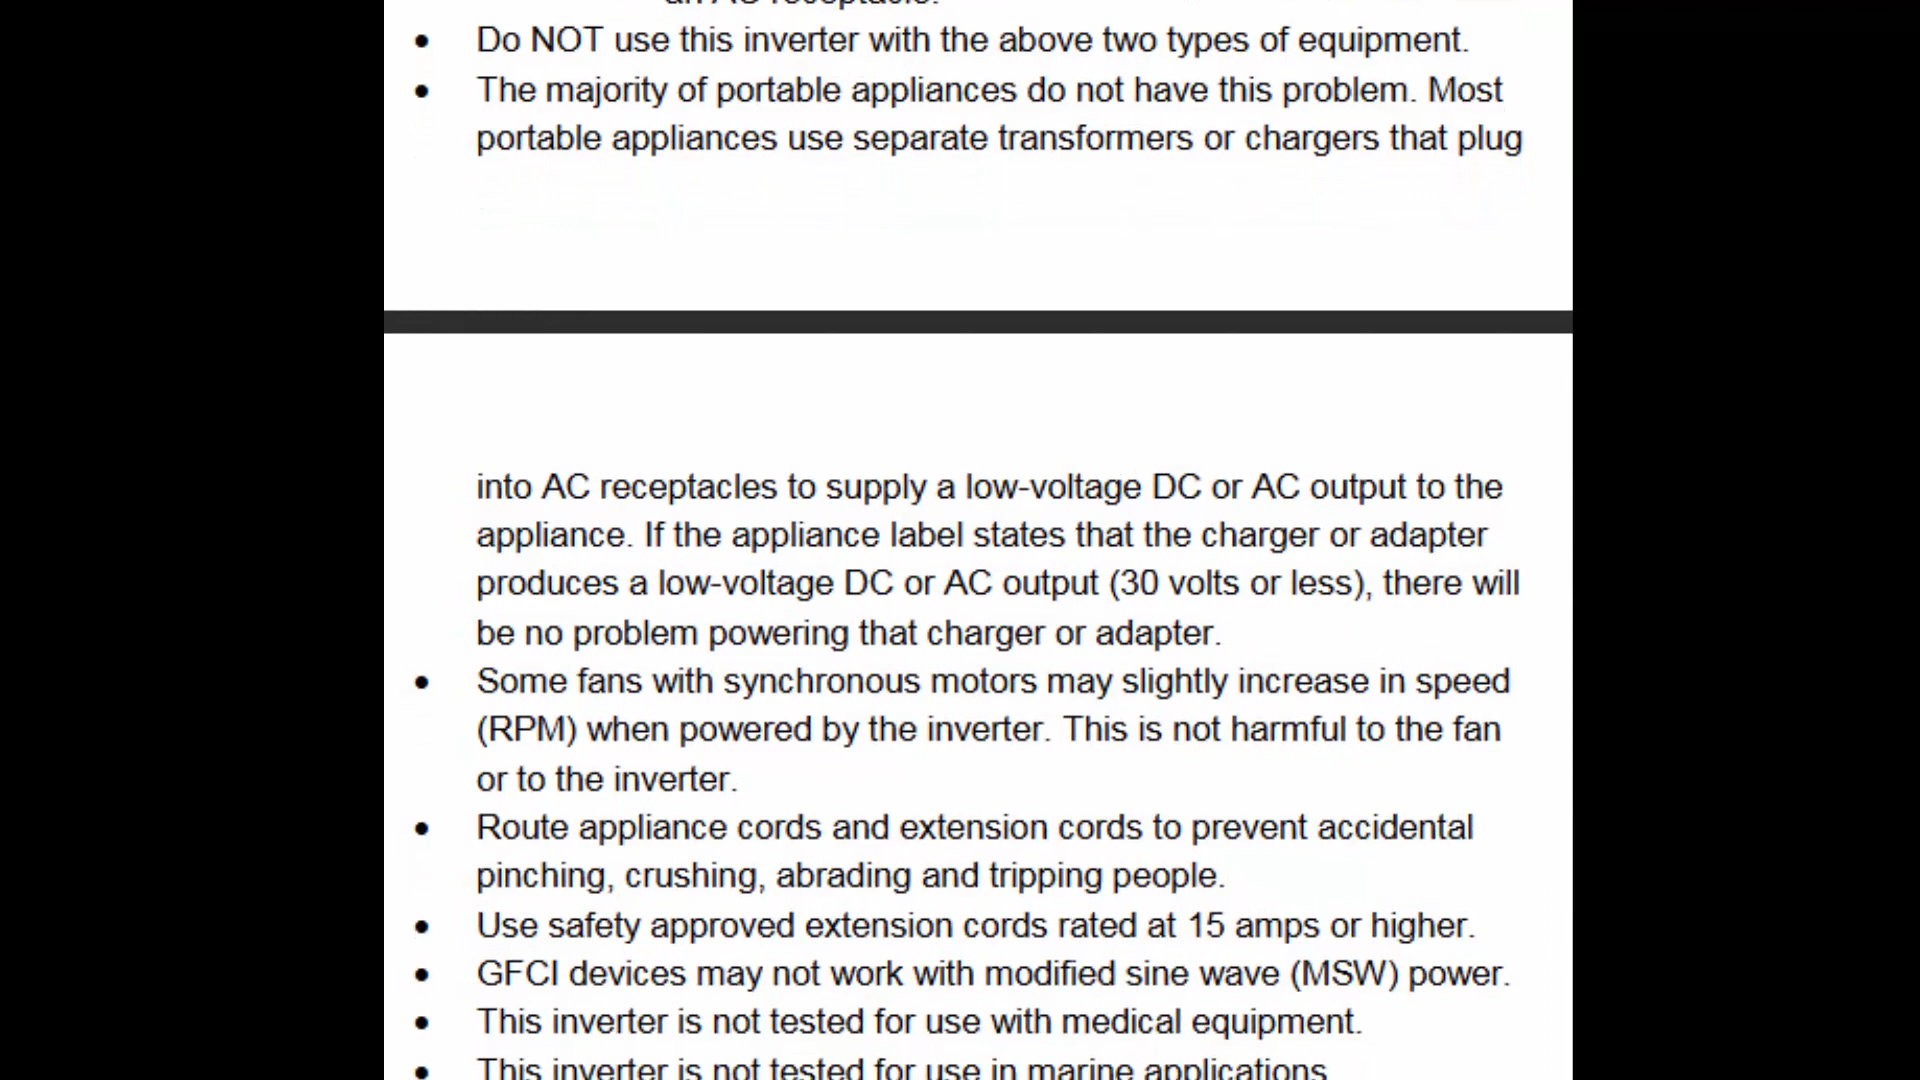 an AC receptacle.
• Do NOT use this inverter with the above two types of equipment.
• The majority of portable appliances do not have this problem. Most
portable appliances use separate transformers or chargers that plug
into AC receptacles to supply a low-voltage DC or AC output to the
appliance. If the appliance label states that the charger or adapter
produces a low-voltage DC or AC output (30 volts or less), there will
be no problem powering that charger or adapter.
• Some fans with synchronous motors may slightly increase in speed
(RPM) when powered by the inverter. This is not harmful to the fan
or to the inverter.
• Route appliance cords and extension cords to prevent accidental
pinching, crushing, abrading and tripping people.
• Use safety approved extension cords rated at 15 amps or higher.
• GFCI devices may not work with modified sine wave (MSW) power.
• This inverter is not tested for use with medical equipment.
• This inverter is not tested for use in marine applications